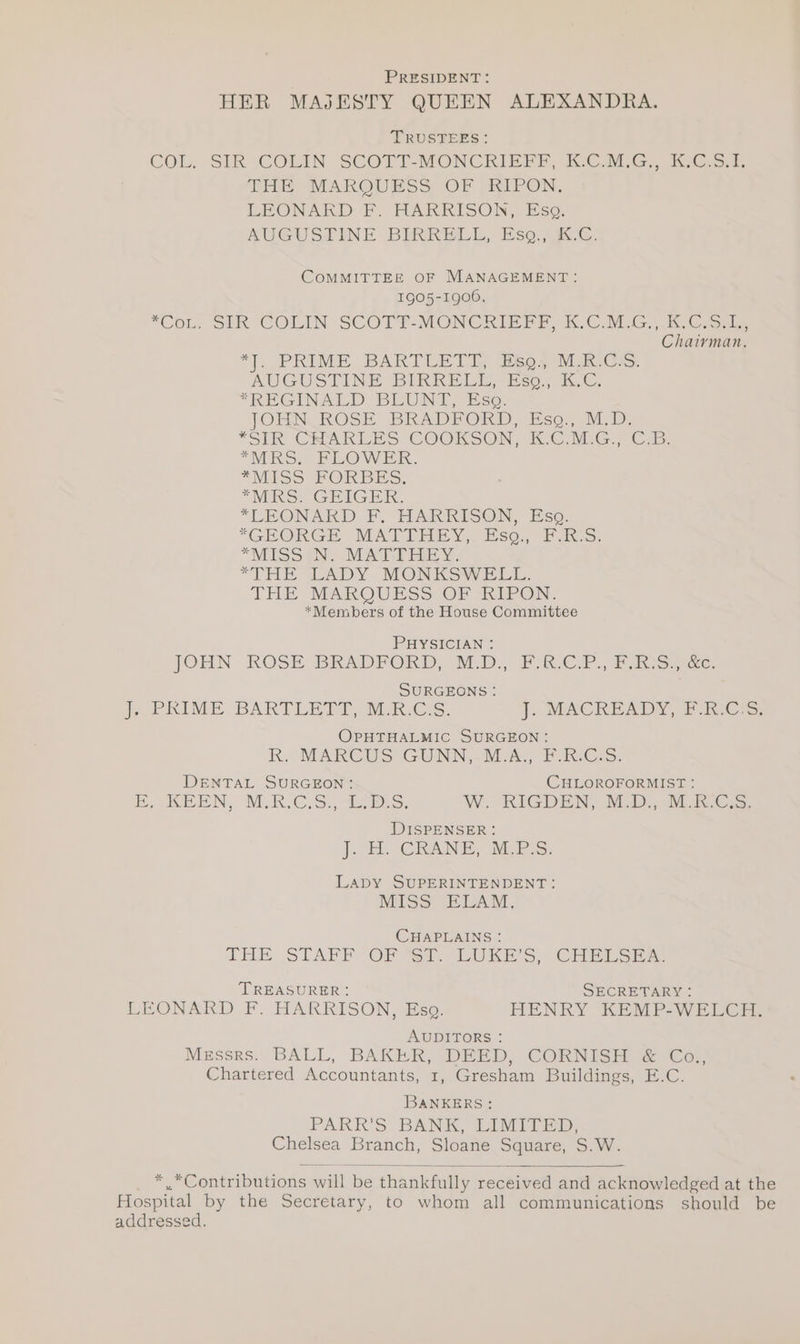 PRESIDENT:
HER MAJESTY QUEEN ALEXANDRA.
TRUSTEES:
COL. SIR COLIN SCOTT-MONCRIEFF, K.C.M.G., K.C.S.I.
THE MARQUESS OF RIPON.
LEONARD F. HARRISON, ESQ.
AUGUSTINE BIRRELL, ESQ., K.C.
COMMITTEE OF MANAGEMENT:
1905-1906.
*COL. SIR COLIN SCOTT-MONCRIEFF, K.C.M.G., K.C.S.I.,
Chairman.
*J. PRIME BARTLETT, ESQ., M.R.C.S.
AUGUSTINE BIRRELL, ESQ., K.C.
*REGINALD BLUNT, ESQ.
JOHN ROSE BRADFORD, ESQ., M.D.
*SIR CHARLES COOKSON, K.C.M.G., C.B.
*MRS. FLOWER.
*MISS FORBES.
*MRS. GEIGER.
*LEONARD F. HARRISON, ESQ.
*GEORGE MATTHEY, ESQ., F.R.S.
*MISS N. MATTHEY.
*THE LADY MONKSWELL.
THE MARQUESS OF RIPON.
*Members of the House Committee
PHYSICIAN:
JOHN ROSE BRADFORD, M.D., F.R.C.P., F.R.S., &c.
SURGEONS:
J. PRIME BARTLETT, M.R.C.S. J. MACREADY, F.R.C.S.
OPHTHALMIC SURGEON:
R. MARCUS GUNN, M.A., F.R.C.S.
DENTAL SURGEON: CHLOROFORMIST:
E. KEEN, M.R.C.S., L.D.S. W. RIGDEN, M.D., M.R.C.S.
DISPENSER:
J. H. CRANE, M.P.S.
LADY SUPERINTENDENT:
MISS ELAM.
CHAPLAINS:
THE STAFF OF ST. LUKE'S, CHELSEA.
TREASURER: SECRETARY:
LEONARD F. HARRISON, ESQ. HENRY KEMP-WELCH.
AUDITORS:
MESSRS. BALL, BAKER, DEED, CORNISH & CO.,
Chartered Accountants, 1, Gresham Buildings, E.C.
BANKERS:
PARR'S BANK, LIMITED,
Chelsea Branch, Sloane Square, S.W.
*.*Contributions will be thankfully received and acknowledged at the
Hospital by the Secretary, to whom all communications should be
addressed.